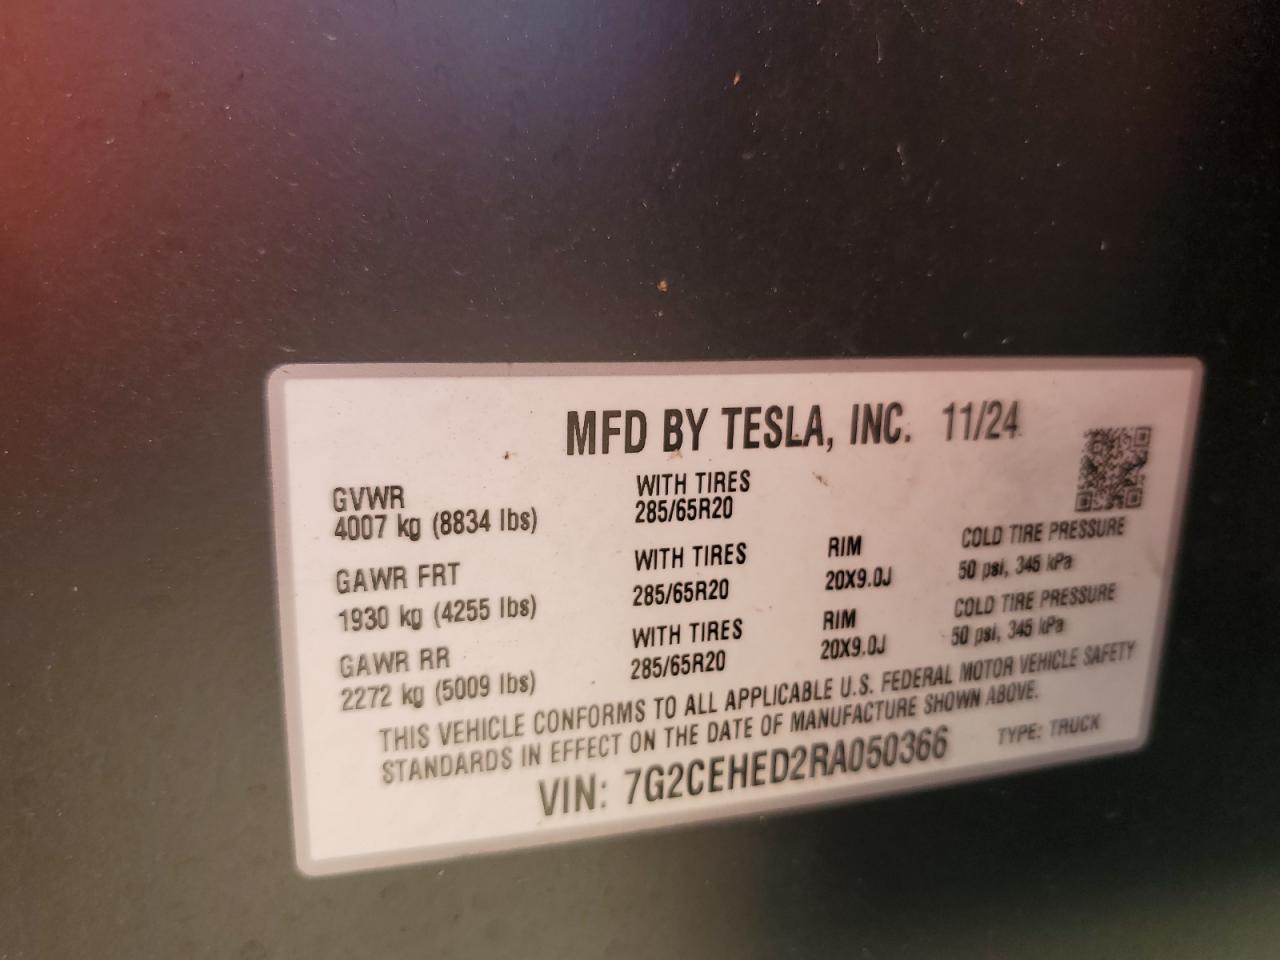 MFD BY TESLA, INC. 11/24
GVWR
4007 kg (8834 lbs)
WITH TIRES
285/65R20
GAWR FRT
1930 kg (4255 lbs)
WITH TIRES
285/65R20
RIM
20X9.0J
COLD TIRE PRESSURE
50 psi, 345 kPa
GAWR RR
2272 kg (5009 lbs)
WITH TIRES
285/65R20
RIM
20X9.0J
COLD TIRE PRESSURE
50 psi, 345 kPa
THIS VEHICLE CONFORMS TO ALL APPLICABLE U.S. FEDERAL MOTOR VEHICLE SAFETY
STANDARDS IN EFFECT ON THE DATE OF MANUFACTURE SHOWN ABOVE.
VIN: 7G2CEHED2RA050366
TYPE: TRUCK